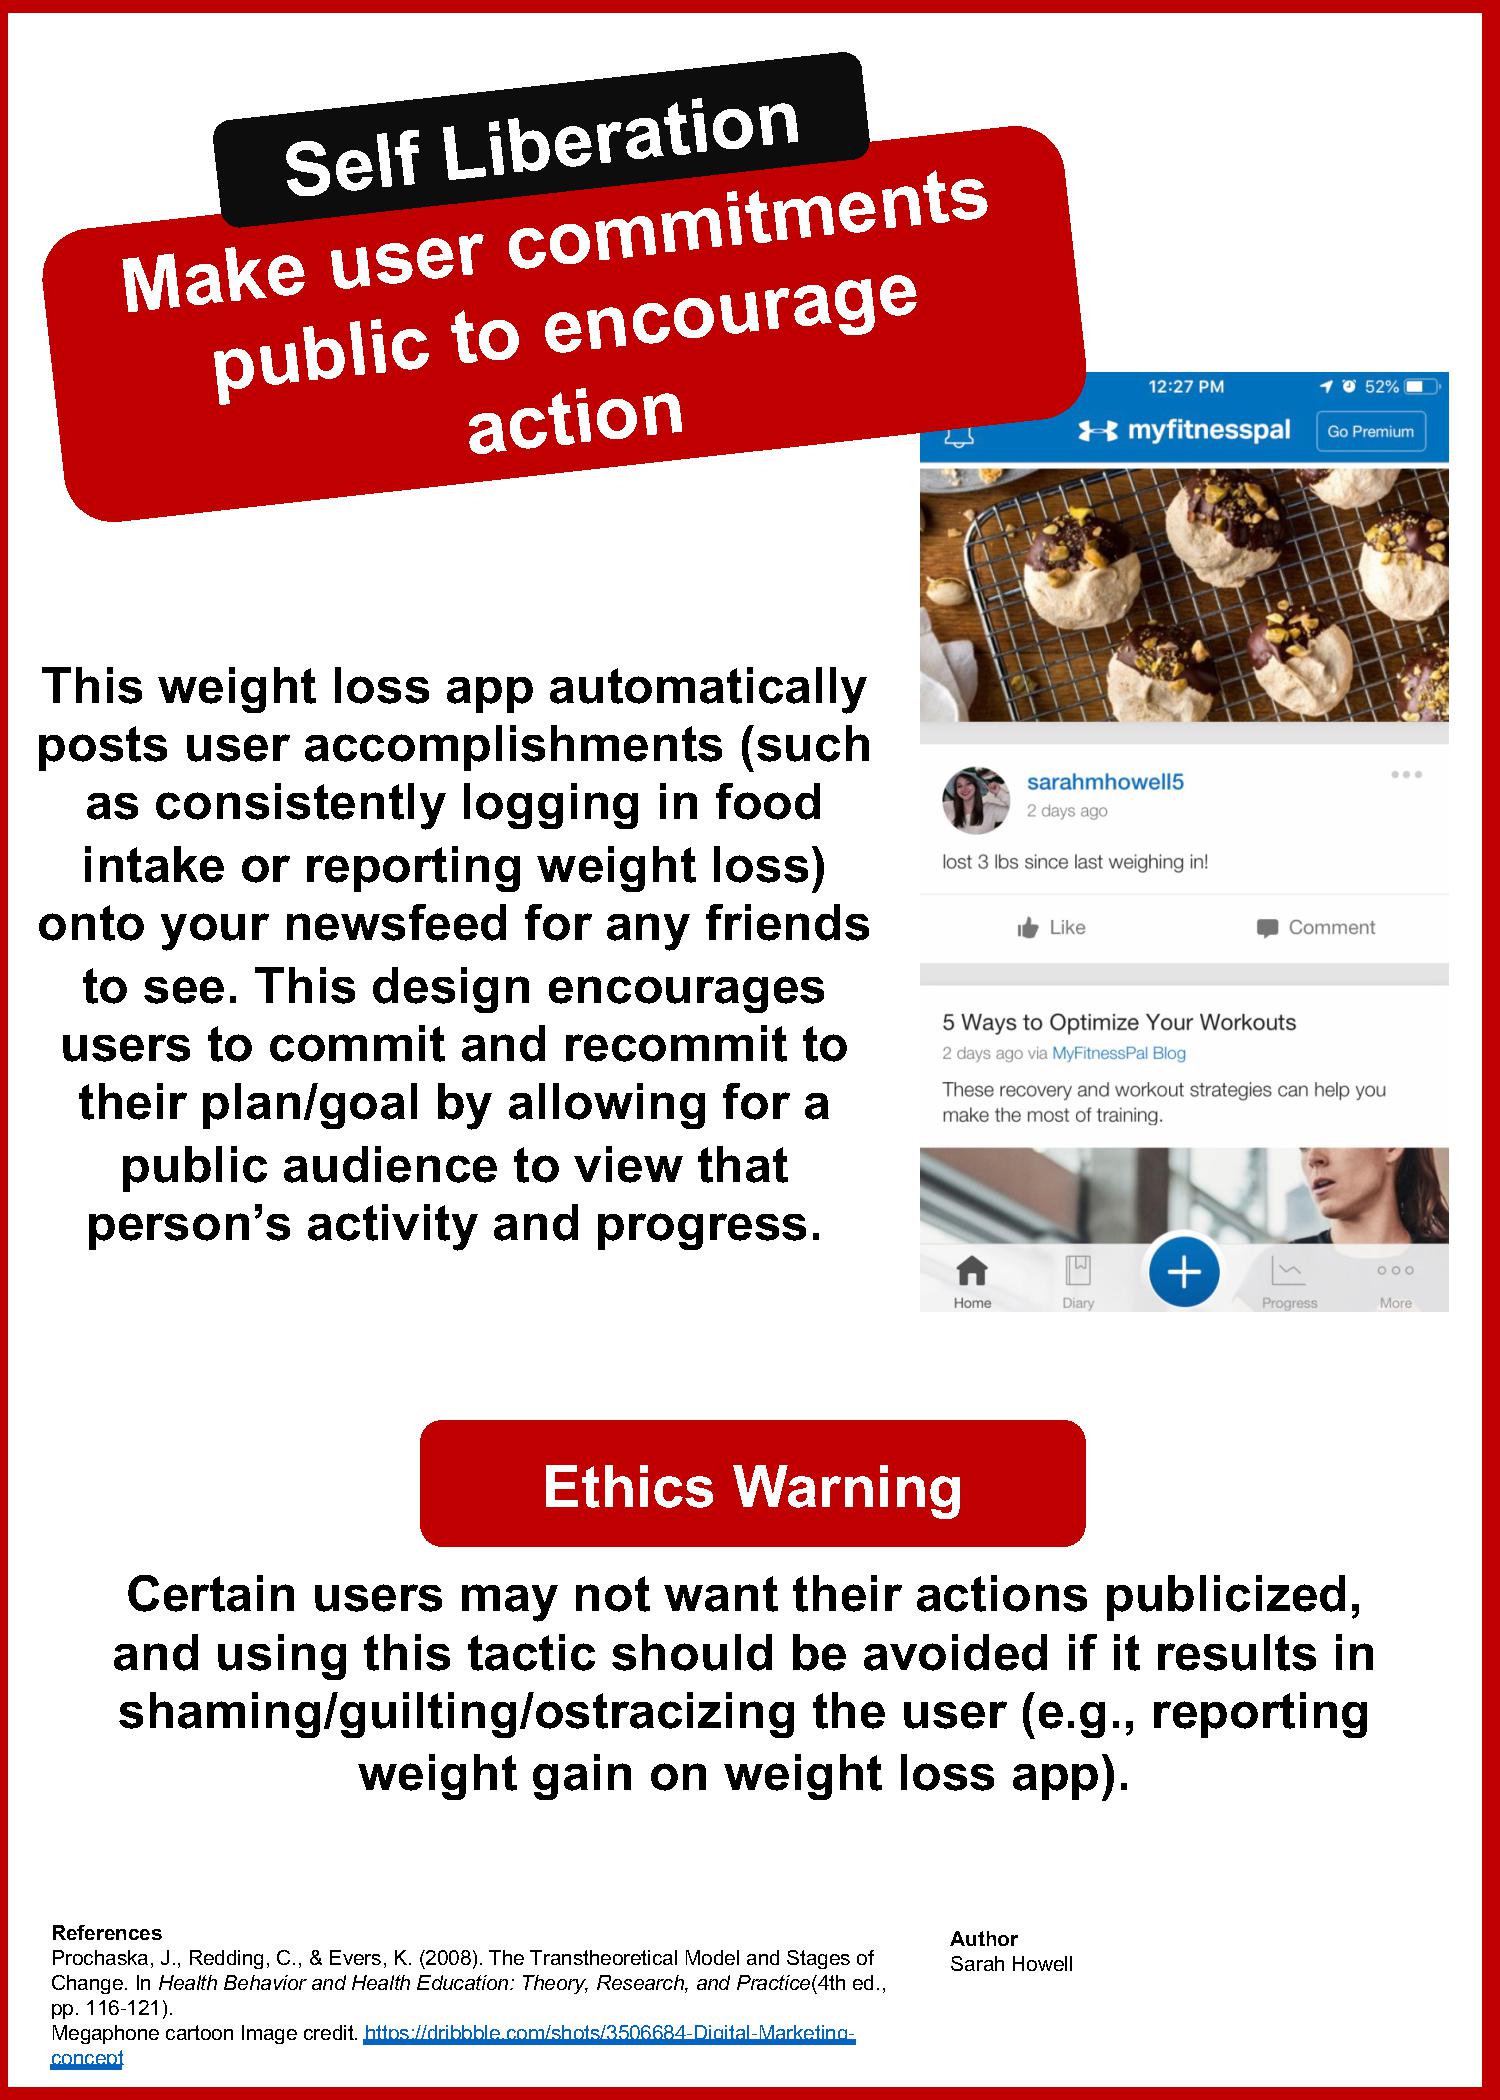 Self Liberation
Make user commitments
public to encourage
action
12:27 PM
52%
myfitnesspal
Go Premium
This weight loss app automatically
posts user accomplishments (such
as consistently logging in food
intake or reporting weight loss)
onto your newsfeed for any friends
to see. This design encourages
users to commit and recommit to
their plan/goal by allowing for a
public audience to view that
person’s activity and progress.
sarahmhowell5
2 days ago
lost 3 lbs since last weighing in!
Like
Comment
5 Ways to Optimize Your Workouts
2 days ago via MyFitnessPal Blog
These recovery and workout strategies can help you
make the most of training.
Home
Diary
Progress
More
Ethics Warning
Certain users may not want their actions publicized,
and using this tactic should be avoided if it results in
shaming/guilting/ostracizing the user (e.g., reporting
weight gain on weight loss app).
References
Prochaska, J., Redding, C., & Evers, K. (2008). The Transtheoretical Model and Stages of
Change. In Health Behavior and Health Education: Theory, Research, and Practice(4th ed.,
pp. 116-121).
Megaphone cartoon Image credit. https://dribbble.com/shots/3506684-Digital-Marketing-
concept
Author
Sarah Howell